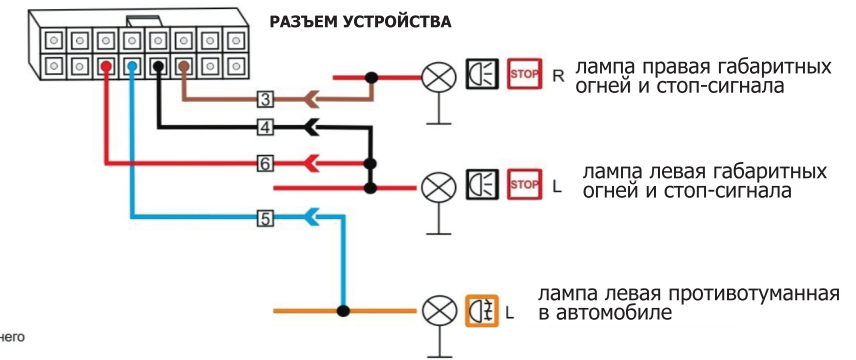 РАЗЪЕМ УСТРОЙСТВА
3
STOP
R
лампа правая габаритных
огней и стоп-сигнала
4
6
STOP
L
лампа левая габаритных
огней и стоп-сигнала
5
L
лампа левая противотуманная
в автомобиле
него